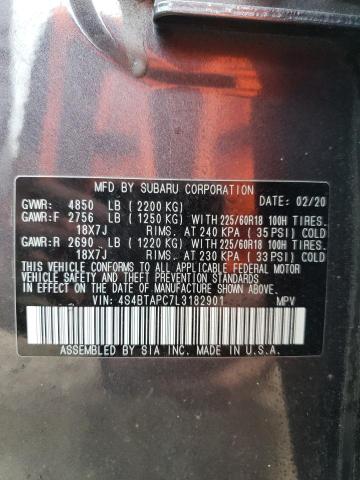 MFD BY SUBARU CORPORATION
GVWR: 4850 LB ( 2200 KG) DATE: 02/20
GAWR:F 2756 LB ( 1250 KG) WITH 225/60R18 100H TIRES.
18X7J RIMS. AT 240 KPA ( 35 PSI) COLD
GAWR:R 2690 LB ( 1220 KG) WITH 225/60R18 100H TIRES.
18X7J RIMS. AT 230 KPA ( 33 PSI) COLD
THIS VEHICLE CONFORMS TO ALL APPLICABLE FEDERAL MOTOR
VEHICLE SAFETY, BUMPER, AND THEFT PREVENTION STANDARDS
IN EFFECT ON THE DATE OF MANUFACTURE SHOWN ABOVE.
VIN: 4S4BTAPC7L3182901 MPV
ASSEMBLED BY SIA INC. MADE IN U.S.A.